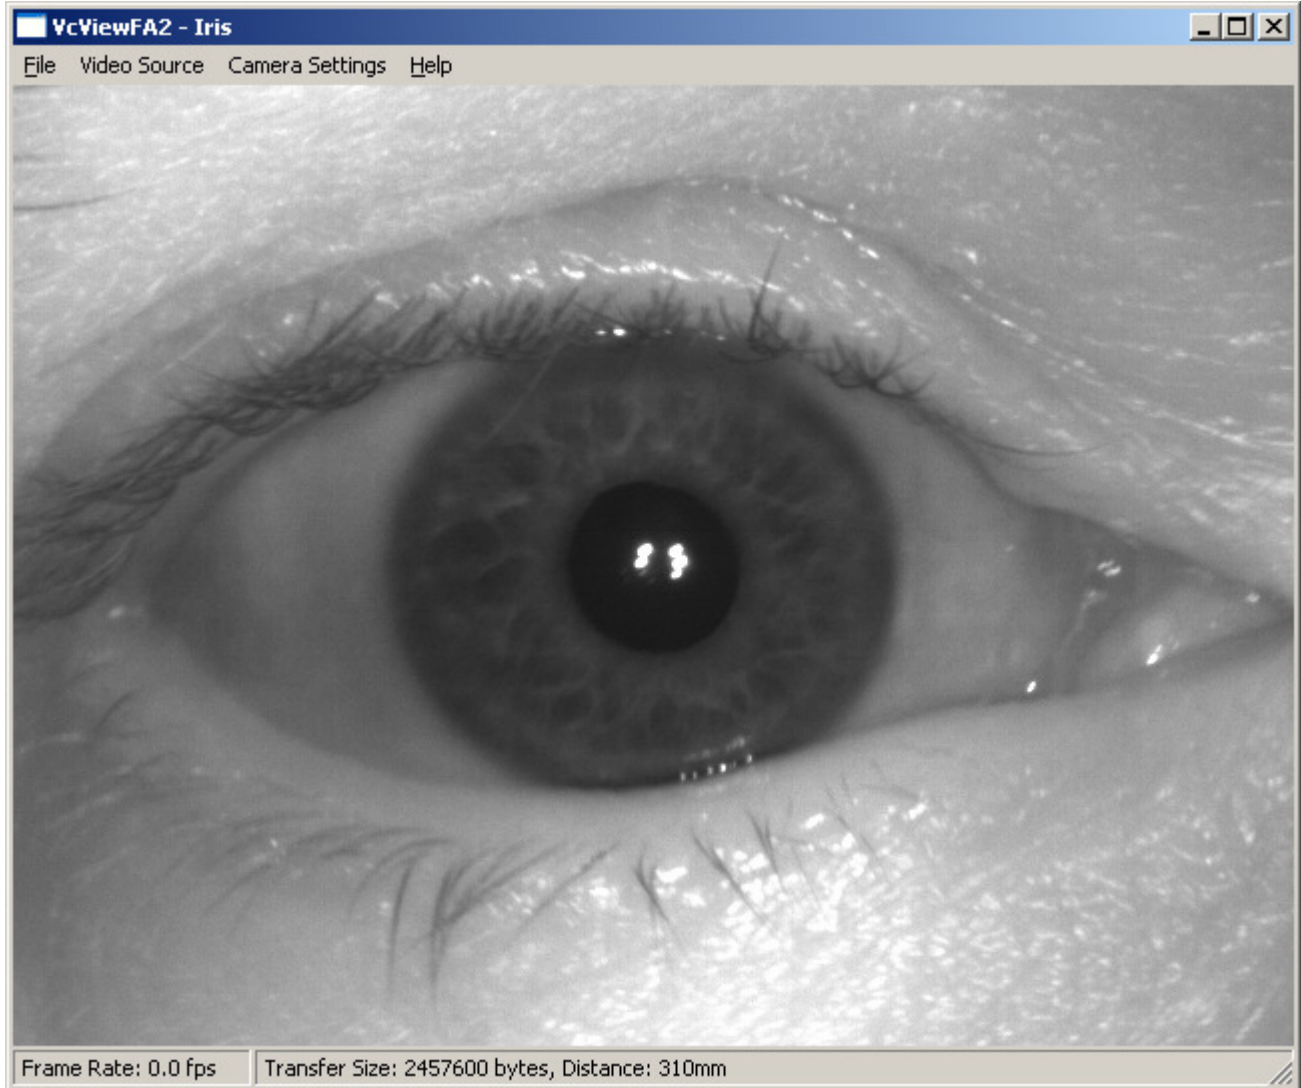 VcViewFA2 - Iris
File Video Source Camera Settings Help
Frame Rate: 0.0 fps Transfer Size: 2457600 bytes, Distance: 310mm